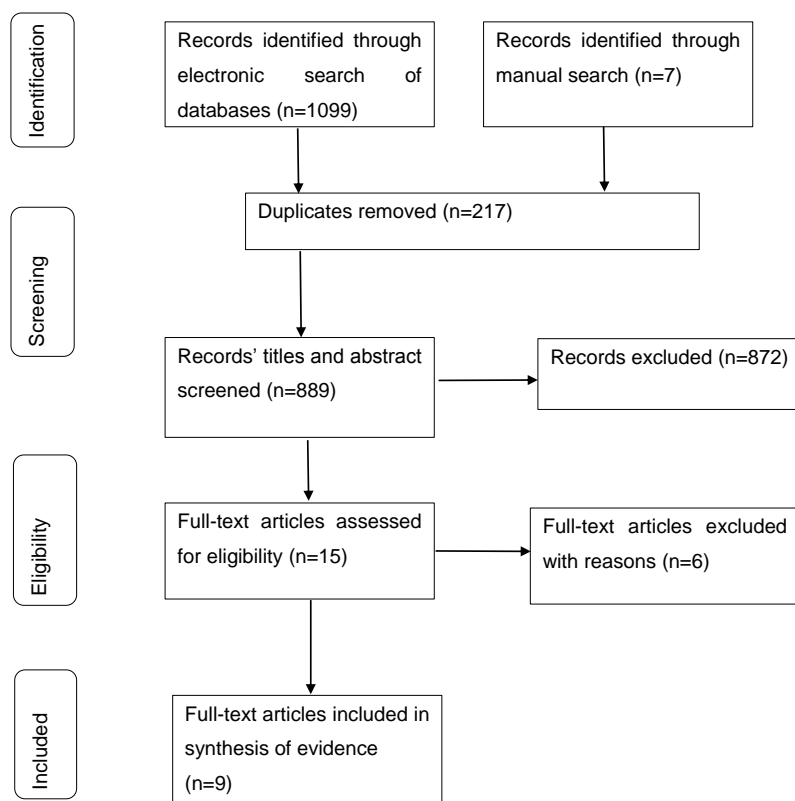 Identification
Records identified through
electronic search of
databases (n=1099)
Records identified through
manual search (n=7)
Duplicates removed (n=217)
Screening
Records’ titles and abstract
screened (n=889)
Records excluded (n=872)
Eligibility
Full-text articles assessed
for eligibility (n=15)
Full-text articles excluded
with reasons (n=6)
Included
Full-text articles included in
synthesis of evidence
(n=9)